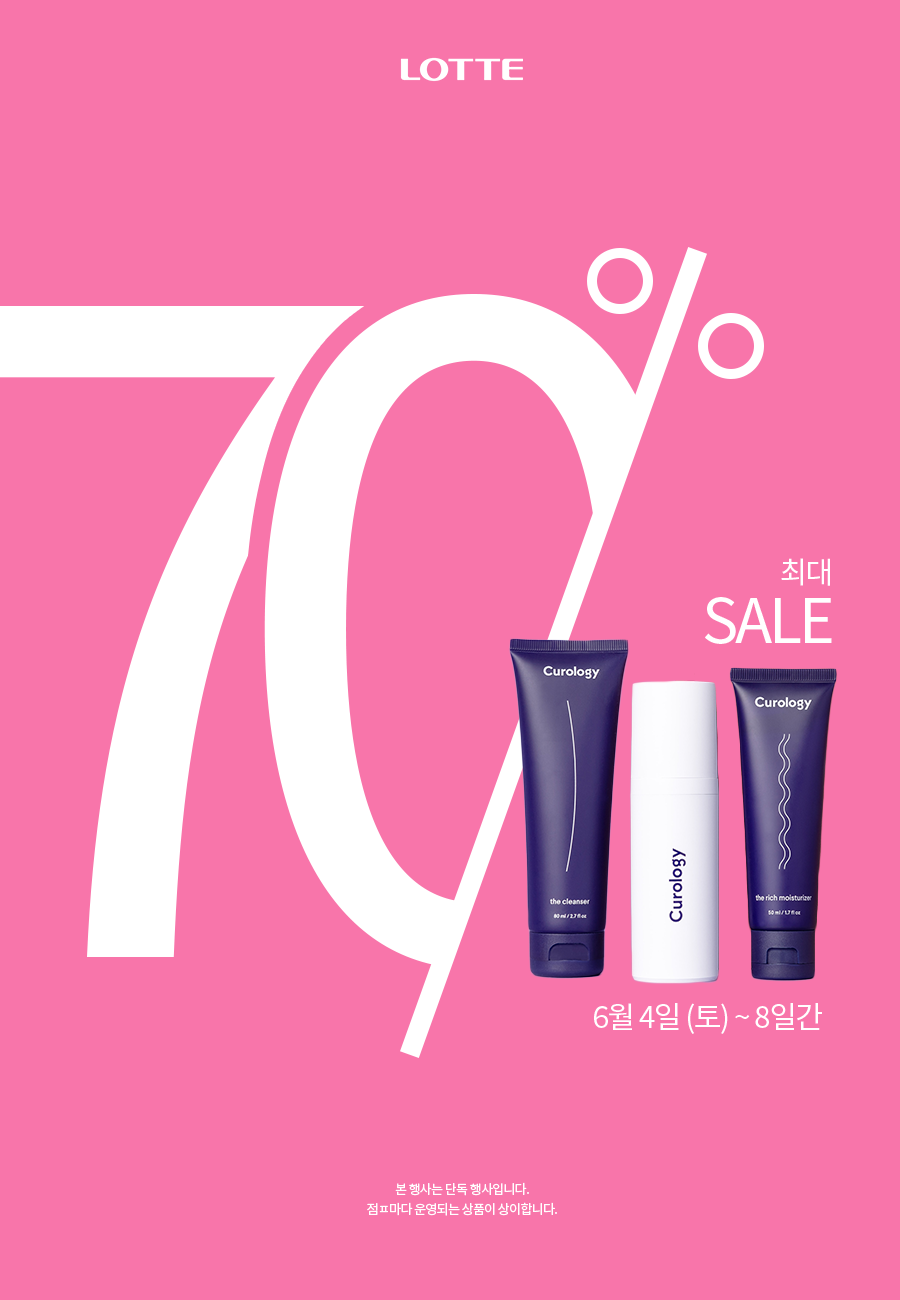 LOTTE
70%
최대
SALE
Curology
the cleanser
80 ml / 2.7 fl oz
Curology
Curology
the rich moisturizer
50 ml / 1.7 fl oz
6월 4일 (토) ~ 8일간
본 행사는 단독 행사입니다.
점ㅍ마다 운영되는 상품이 상이합니다.